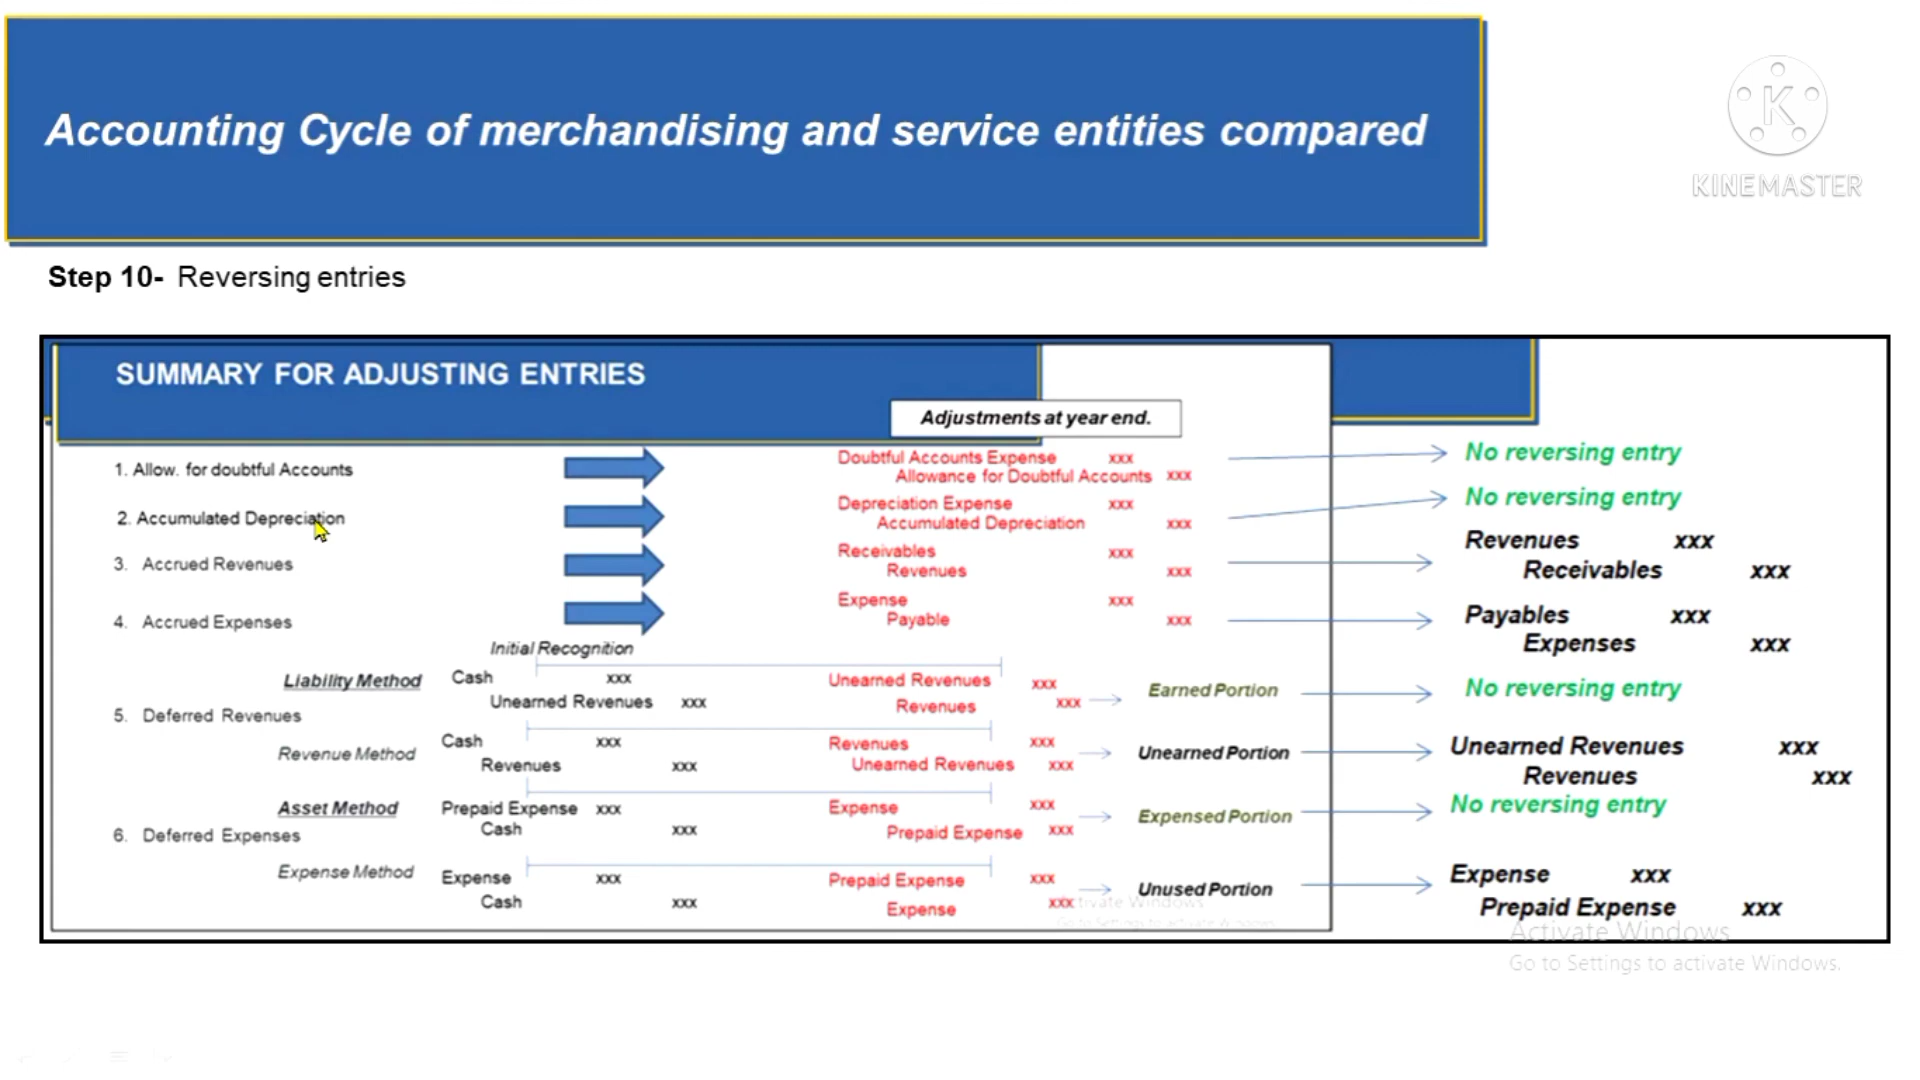 Accounting Cycle of merchandising and service entities compared
KINEMASTER
Step 10- Reversing entries
SUMMARY FOR ADJUSTING ENTRIES
Adjustments at year end.
1. Allow. for doubtful Accounts
Doubtful Accounts Expense xxx
Allowance for Doubtful Accounts xxx
No reversing entry
2. Accumulated Depreciation
Depreciation Expense xxx
Accumulated Depreciation xxx
No reversing entry
3. Accrued Revenues
Receivables xxx
Revenues xxx
Revenues xxx
Receivables xxx
4. Accrued Expenses
Expense xxx
Payable xxx
Payables xxx
Expenses xxx
Initial Recognition
5. Deferred Revenues
Liability Method
Cash xxx
Unearned Revenues xxx
Unearned Revenues xxx
Revenues xxx
Earned Portion
No reversing entry
Revenue Method
Cash xxx
Revenues xxx
Revenues xxx
Unearned Revenues xxx
Unearned Portion
Unearned Revenues xxx
Revenues xxx
6. Deferred Expenses
Asset Method
Prepaid Expense xxx
Cash xxx
Expense xxx
Prepaid Expense xxx
Expensed Portion
No reversing entry
Expense Method
Expense xxx
Cash xxx
Prepaid Expense xxx
Expense xxx
Unused Portion
Expense xxx
Prepaid Expense xxx
Activate Windows
Go to Settings to activate Windows.